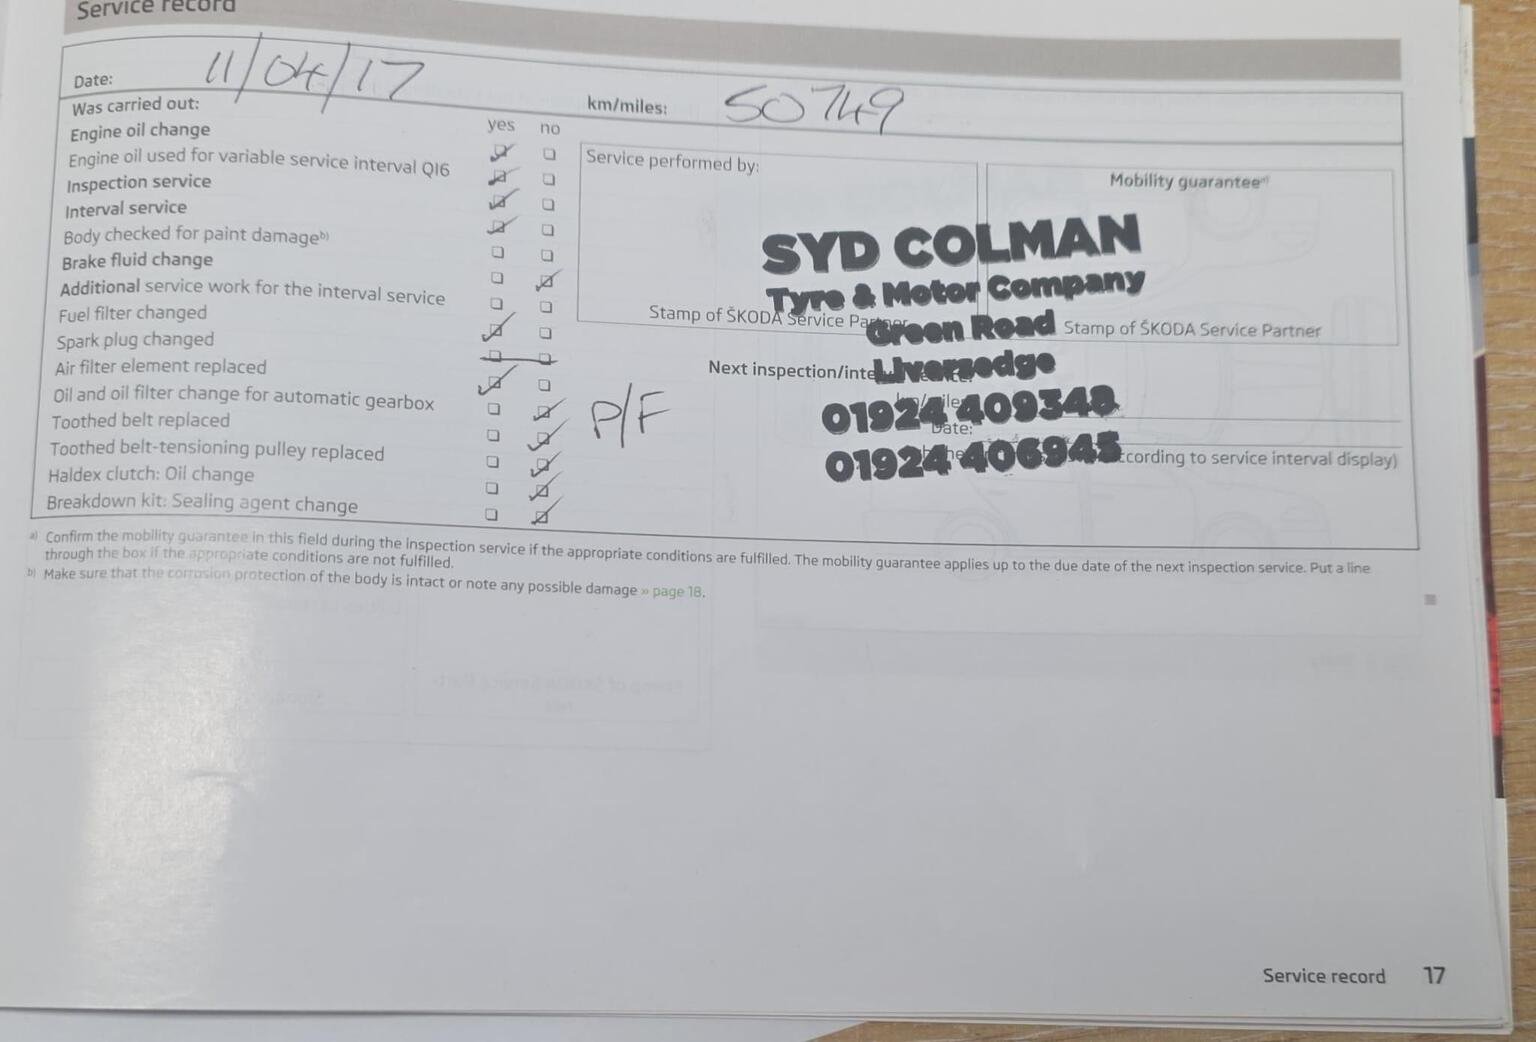 Service record
Date: 11/04/17
km/miles: 50749
Was carried out:
yes no
Engine oil change
Engine oil used for variable service interval QI6
Inspection service
Interval service
Body checked for paint damage b)
Brake fluid change
Additional service work for the interval service
Fuel filter changed
Spark plug changed
Air filter element replaced
Oil and oil filter change for automatic gearbox
Toothed belt replaced
Toothed belt-tensioning pulley replaced
Haldex clutch: Oil change
Breakdown kit: Sealing agent change
P/F
Service performed by:
Mobility guarantee a)
SYD COLMAN
Tyre & Motor Company
Green Road
Liversedge
01924 409348
01924 406945
Stamp of ŠKODA Service
Stamp of ŠKODA Service Partner
Next inspection/
Date:
according to service interval display)
a) Confirm the mobility guarantee in this field during the inspection service if the appropriate conditions are fulfilled. The mobility guarantee applies up to the due date of the next inspection service. Put a line
through the box if the appropriate conditions are not fulfilled.
b) Make sure that the corrosion protection of the body is intact or note any possible damage » page 18.
Service record 17